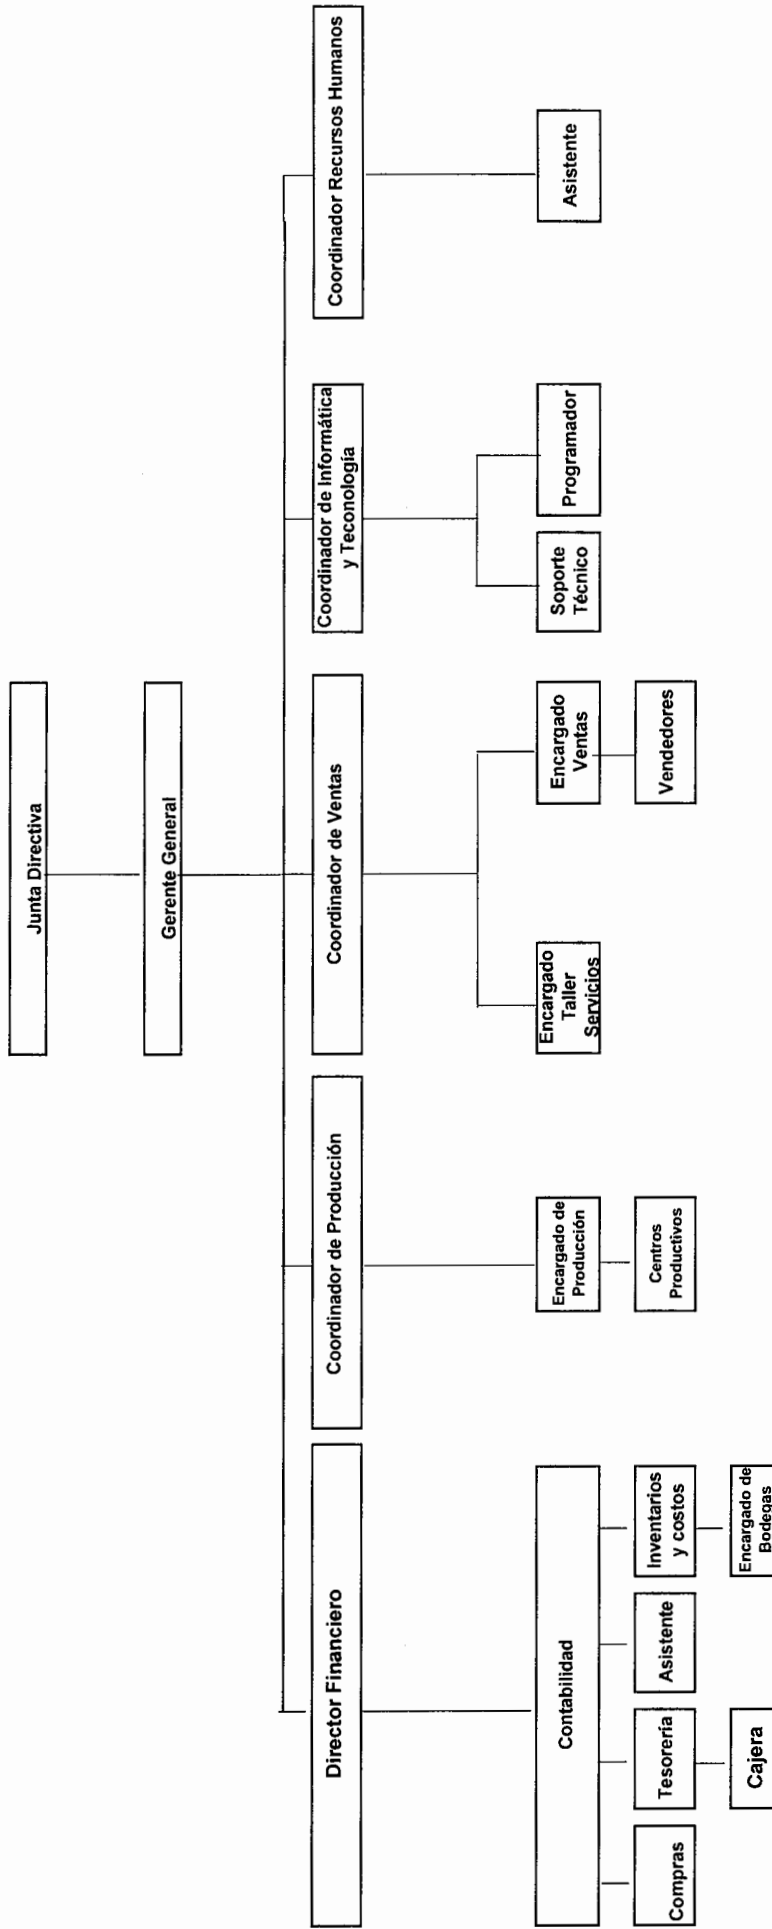 Junta Directiva
Gerente General
Director Financiero
Coordinador de Producción
Coordinador de Ventas
Coordinador de Informática
y Teconología
Coordinador Recursos Humanos
Contabilidad
Encargado de
Producción
Encargado
Taller
Servicios
Encargado
Ventas
Soporte
Técnico
Programador
Asistente
Compras
Tesorería
Asistente
Inventarios
y costos
Centros
Productivos
Vendedores
Cajera
Encargado de
Bodegas